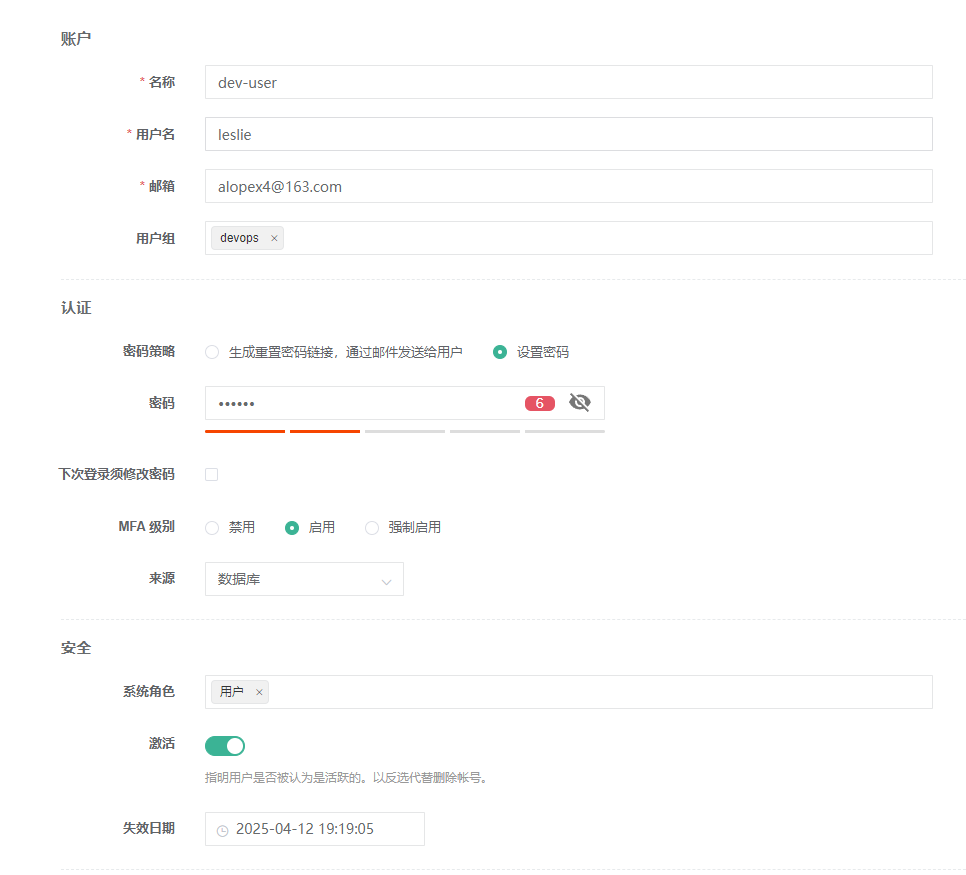 账户
* 名称 dev-user
* 用户名 leslie
* 邮箱 alopex4@163.com
用户组 devops ×
认证
密码策略 生成重置密码链接，通过邮件发送给用户 设置密码
密码 •••••• 6
下次登录须修改密码
MFA 级别 禁用 启用 强制启用
来源 数据库
安全
系统角色 用户 ×
激活
指明用户是否被认为是活跃的。以反选代替删除帐号。
失效日期 2025-04-12 19:19:05